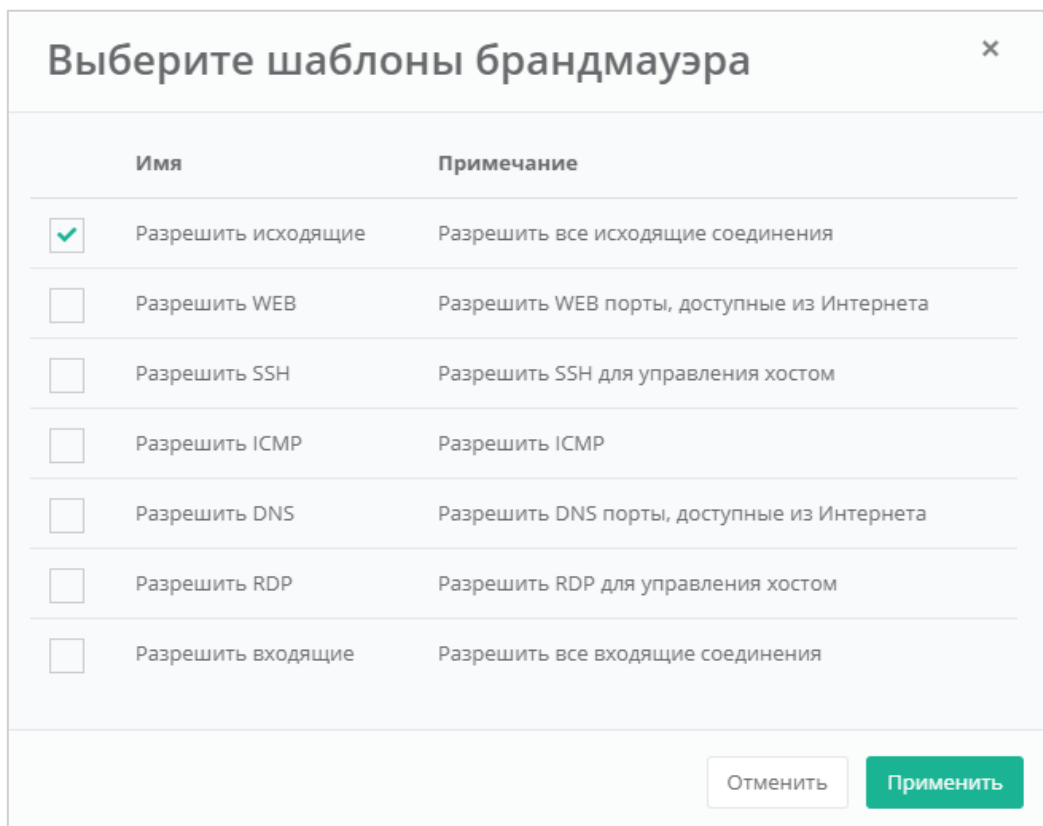 Выберите шаблоны брандмауэра
×
Имя Примечание
Разрешить исходящие Разрешить все исходящие соединения
Разрешить WEB Разрешить WEB порты, доступные из Интернета
Разрешить SSH Разрешить SSH для управления хостом
Разрешить ICMP Разрешить ICMP
Разрешить DNS Разрешить DNS порты, доступные из Интернета
Разрешить RDP Разрешить RDP для управления хостом
Разрешить входящие Разрешить все входящие соединения
Отменить Применить